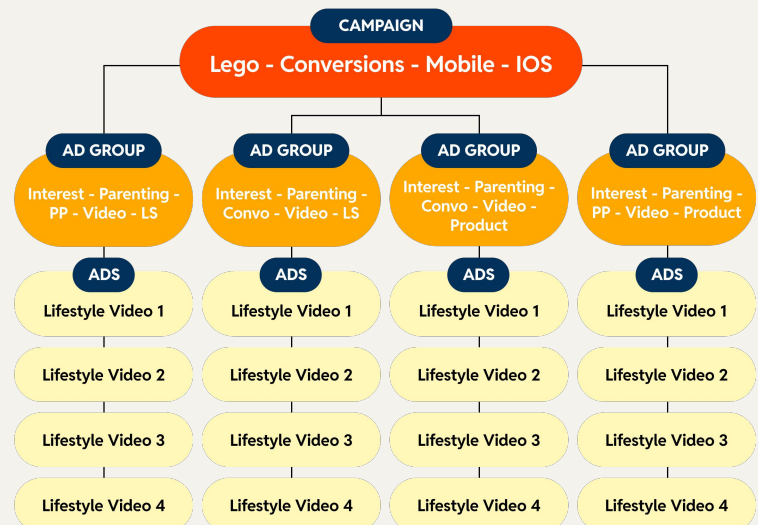 CAMPAIGN
Lego - Conversions - Mobile - IOS
AD GROUP
Interest - Parenting -
PP - Video - LS
ADS
Lifestyle Video 1
Lifestyle Video 2
Lifestyle Video 3
Lifestyle Video 4
AD GROUP
Interest - Parenting -
Convo - Video - LS
ADS
Lifestyle Video 1
Lifestyle Video 2
Lifestyle Video 3
Lifestyle Video 4
AD GROUP
Interest - Parenting -
Convo - Video -
Product
ADS
Lifestyle Video 1
Lifestyle Video 2
Lifestyle Video 3
Lifestyle Video 4
AD GROUP
Interest - Parenting -
PP - Video - Product
ADS
Lifestyle Video 1
Lifestyle Video 2
Lifestyle Video 3
Lifestyle Video 4